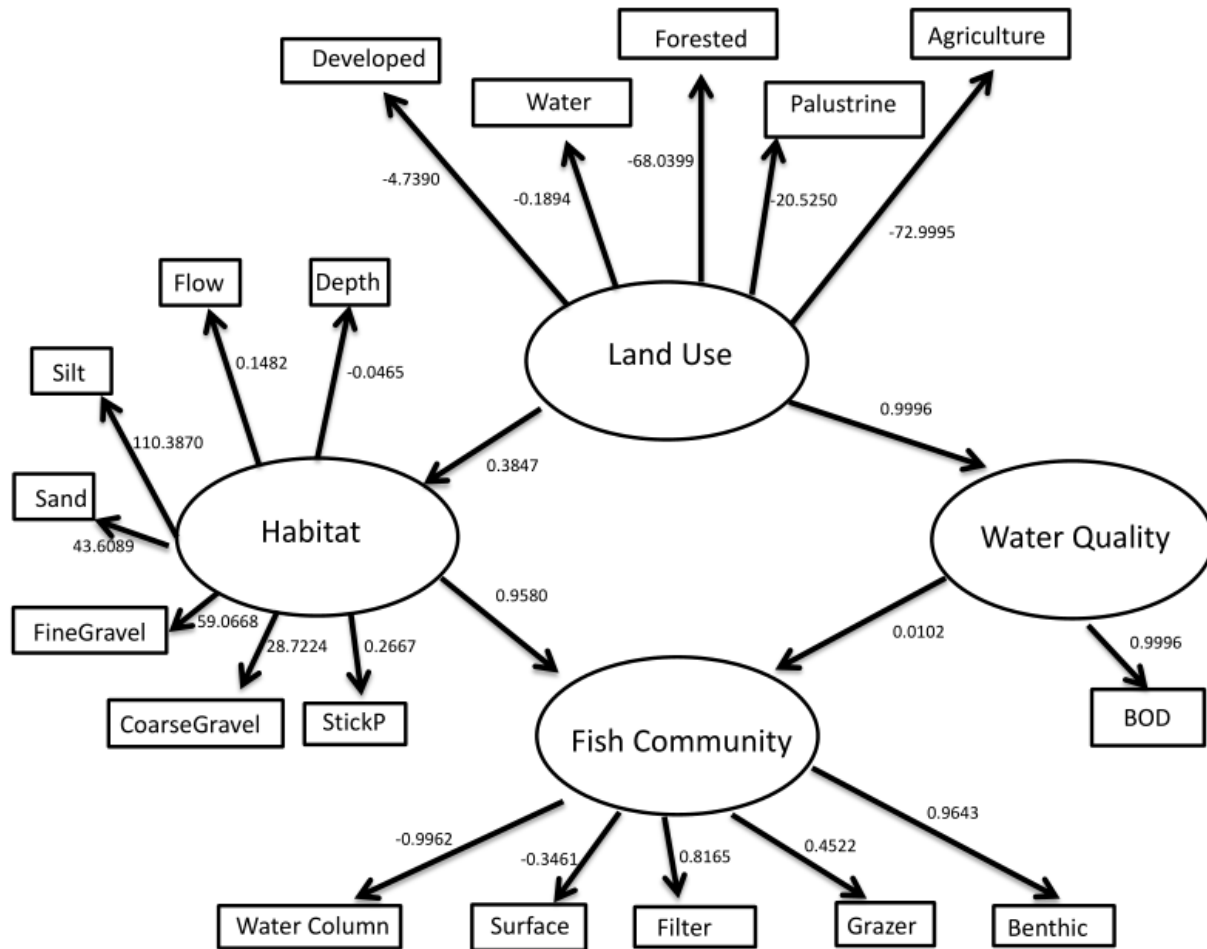 Developed
Water
Forested
Palustrine
Agriculture
-4.7390
-0.1894
-68.0399
-20.5250
-72.9995
Flow
Depth
Silt
Sand
0.1482
-0.0465
110.3870
43.6089
Land Use
0.3847
0.9996
Habitat
Water Quality
FineGravel
59.0668
CoarseGravel
28.7224
StickP
0.2667
0.9580
0.0102
0.9996
BOD
Fish Community
-0.9962
-0.3461
0.8165
0.4522
0.9643
Water Column
Surface
Filter
Grazer
Benthic